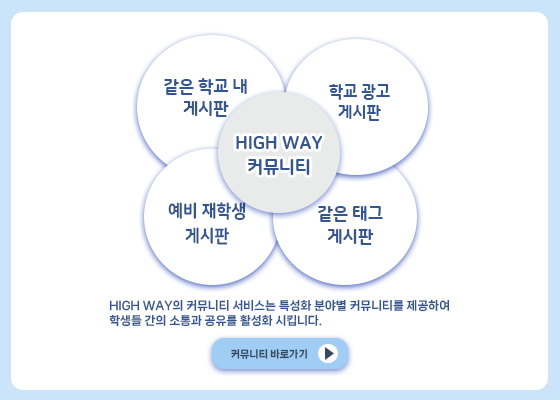 같은 학교 내
게시판
학교 광고
게시판
HIGH WAY
커뮤니티
예비 재학생
게시판
같은 태그
게시판
HIGH WAY의 커뮤니티 서비스는 특성화 분야별 커뮤니티를 제공하여
학생들 간의 소통과 공유를 활성화 시킵니다.
커뮤니티 바로가기